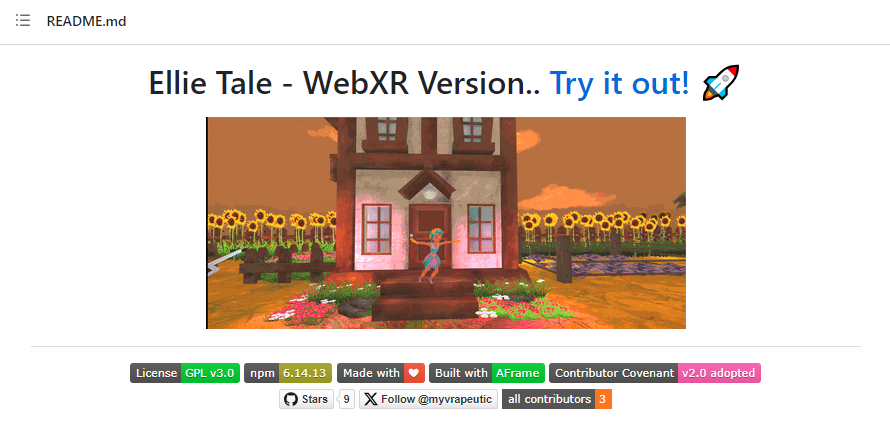 README.md
Ellie Tale - WebXR Version.. Try it out! 🚀
License GPL v3.0 npm 6.14.13 Made with ♥ Built with AFrame Contributor Covenant v2.0 adopted
Stars 9 Follow @myvrapeutic all contributors 3